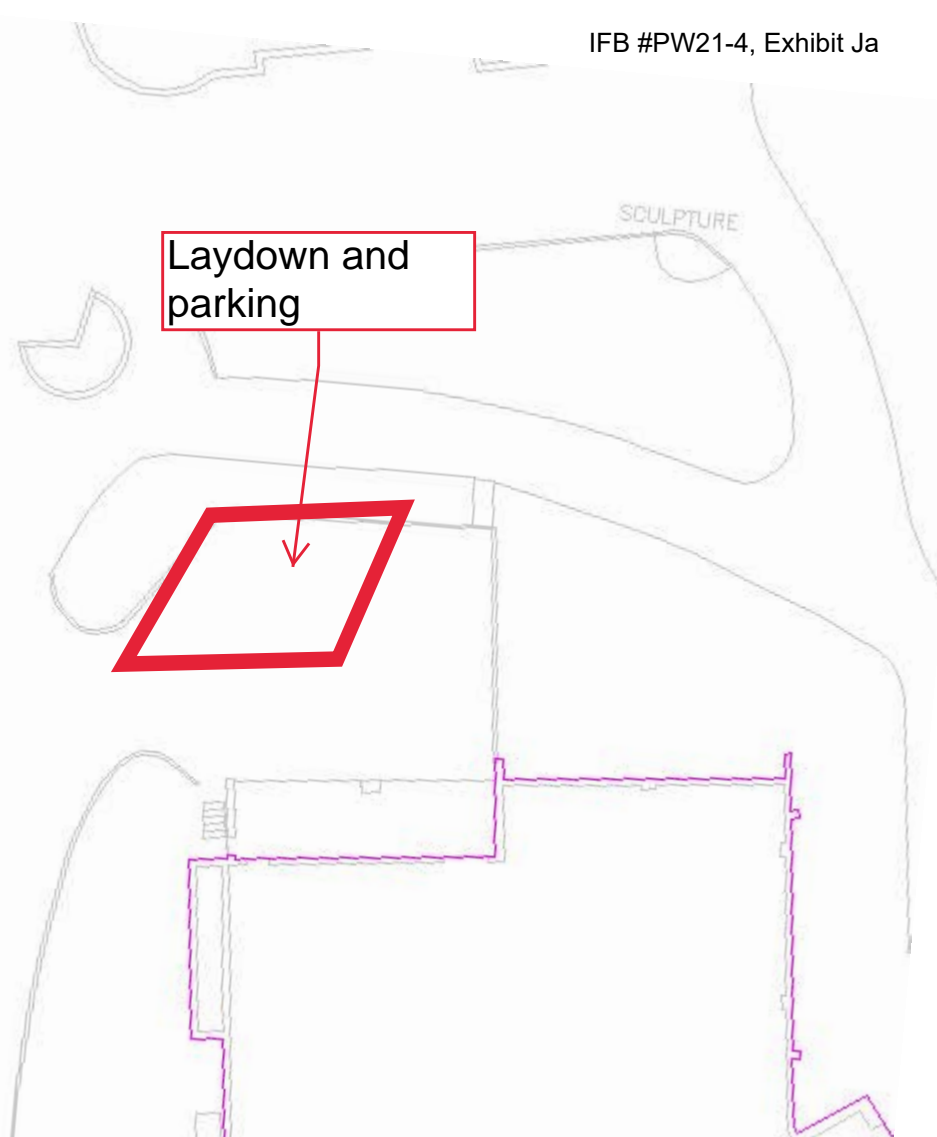 IFB #PW21-4, Exhibit Ja
SCULPTURE
Laydown and
parking